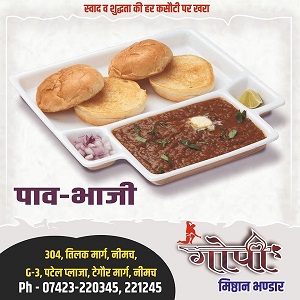 स्वाद व शुद्धता की हर कसौटी पर खरा
पाव-भाजी
304, तिलक मार्ग, नीमच,
G-3, पटेल प्लाजा, टेगौर मार्ग, नीमच
Ph - 07423-220345, 221245
गोपी
मिष्ठान भण्डार